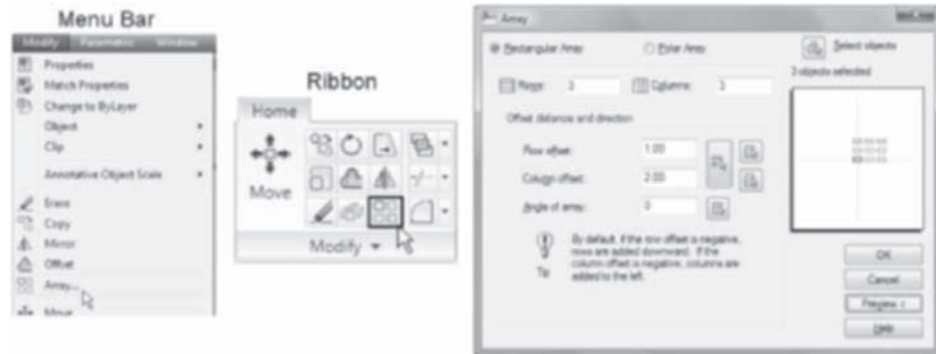 Menu Bar
Modify Parametric Window
Properties
Match Properties
Change to ByLayer
Object
Clip
Annotative Object Scale
Erase
Copy
Mirror
Offset
Array...
Move
Ribbon
Home
Move
Modify
Array
Rectangular Array Polar Array Select objects
Rows: 3 Columns: 3 3 objects selected
Offset distance and direction
Row offset: 1.00
Column offset: 2.00
Angle of array: 0
By default, if the row offset is negative,
rows are added downward. If the
column offset is negative, columns are
added to the left.
Tip
OK
Cancel
Preview <
Help